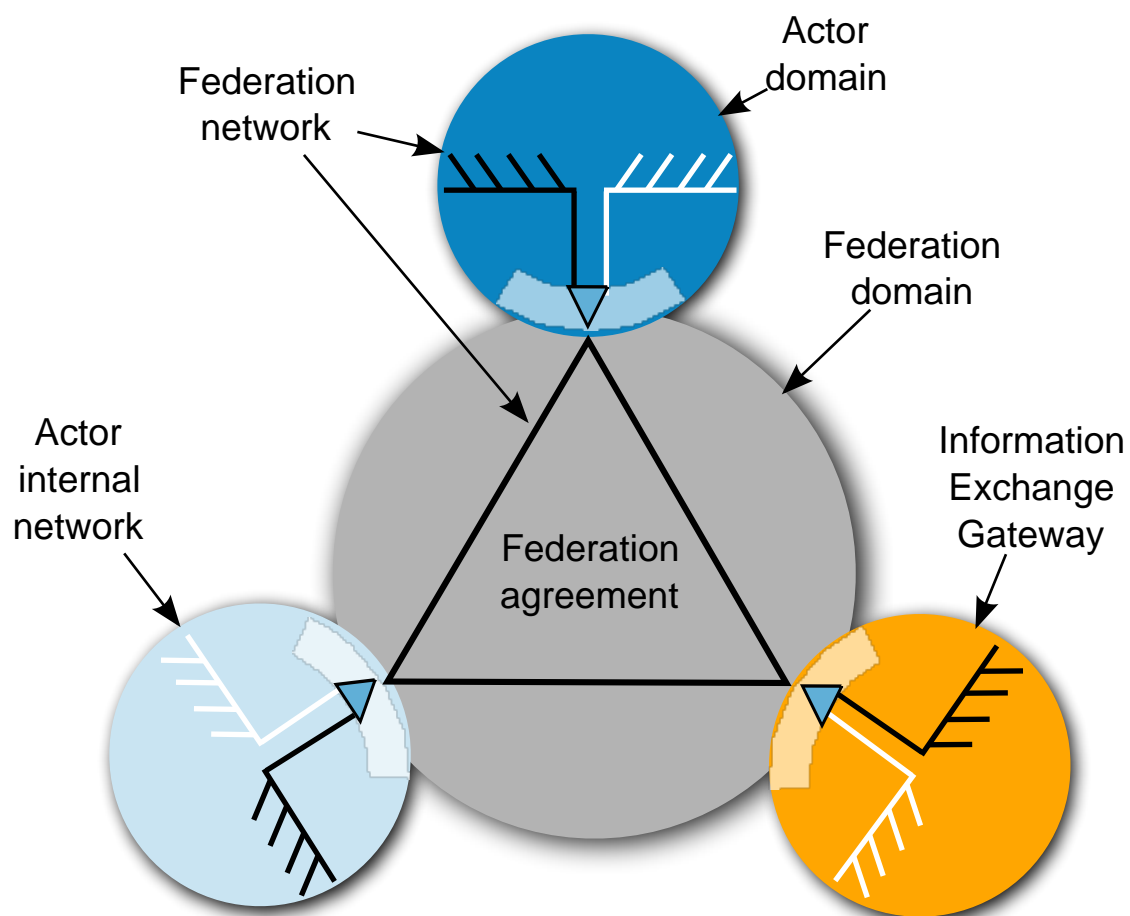 Actor
domain
Federation
network
Federation
domain
Actor
internal
network
Information
Exchange
Gateway
Federation
agreement